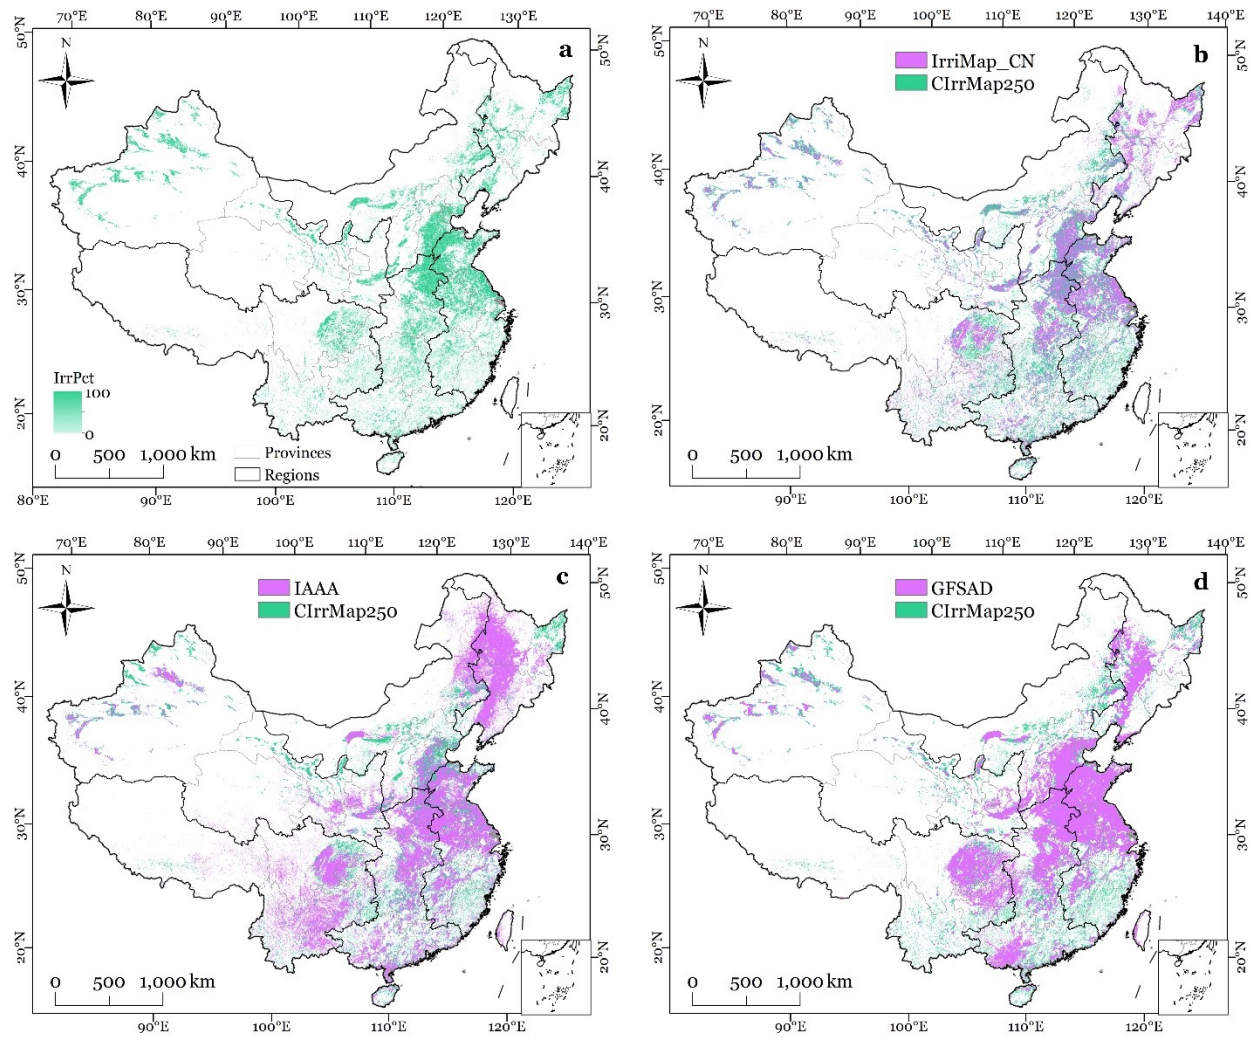 70°E 80°E 90°E 100°E 110°E 120°E 130°E
50°N
40°N
30°N
20°N
N
a
50°N
40°N
30°N
20°N
IrrPct
100
0
0 500 1,000 km
Provinces
Regions
80°E 90°E 100°E 110°E 120°E
70°E 80°E 90°E 100°E 110°E 120°E 130°E 140°E
50°N
40°N
30°N
20°N
N
b
IrriMap_CN
CIrrMap250
50°N
40°N
30°N
20°N
0 500 1,000 km
90°E 100°E 110°E 120°E
70°E 80°E 90°E 100°E 110°E 120°E 130°E 140°E
50°N
40°N
30°N
20°N
N
c
IAAA
CIrrMap250
50°N
40°N
30°N
20°N
0 500 1,000 km
90°E 100°E 110°E 120°E
70°E 80°E 90°E 100°E 110°E 120°E 130°E 140°E
50°N
40°N
30°N
20°N
N
d
GFSAD
CIrrMap250
50°N
40°N
30°N
20°N
0 500 1,000 km
90°E 100°E 110°E 120°E